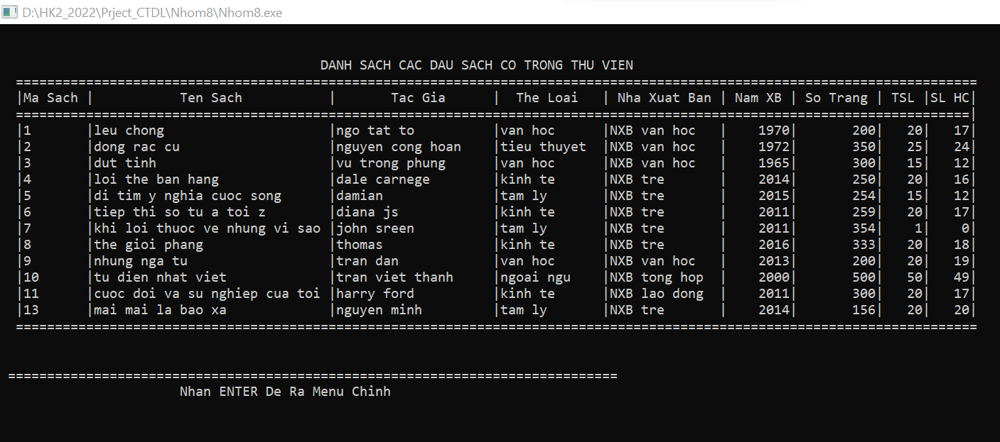 D:\HK2_2022\Prject_CTDL\Nhom8\Nhom8.exe
DANH SACH CAC DAU SACH CO TRONG THU VIEN
===========================================================================================================================
|Ma Sach |           Ten Sach           |       Tac Gia      |  The Loai   | Nha Xuat Ban | Nam XB | So Trang | TSL |SL HC|
==========================================================================================================================|
|1       |leu chong                     |ngo tat to          |van hoc      |NXB van hoc   |    1970|       200|   20|   17|
|2       |dong rac cu                   |nguyen cong hoan    |tieu thuyet  |NXB van hoc   |    1972|       350|   25|   24|
|3       |dut tinh                      |vu trong phung      |van hoc      |NXB van hoc   |    1965|       300|   15|   12|
|4       |loi the ban hang              |dale carnege        |kinh te      |NXB tre       |    2014|       250|   20|   16|
|5       |di tim y nghia cuoc song      |damian              |tam ly       |NXB tre       |    2015|       254|   15|   12|
|6       |tiep thi so tu a toi z        |diana js            |kinh te      |NXB tre       |    2011|       259|   20|   17|
|7       |khi loi thuoc ve nhung vi sao |john sreen          |tam ly       |NXB tre       |    2011|       354|    1|    0|
|8       |the gioi phang                |thomas              |kinh te      |NXB tre       |    2016|       333|   20|   18|
|9       |nhung nga tu                  |tran dan            |van hoc      |NXB van hoc   |    2013|       200|   20|   19|
|10      |tu dien nhat viet             |tran viet thanh     |ngoai ngu    |NXB tong hop  |    2000|       500|   50|   49|
|11      |cuoc doi va su nghiep cua toi |harry ford          |kinh te      |NXB lao dong  |    2011|       300|   20|   17|
|13      |mai mai la bao xa             |nguyen minh         |tam ly       |NXB tre       |    2014|       156|   20|   20|
===========================================================================================================================
==============================================================================
Nhan ENTER De Ra Menu Chinh